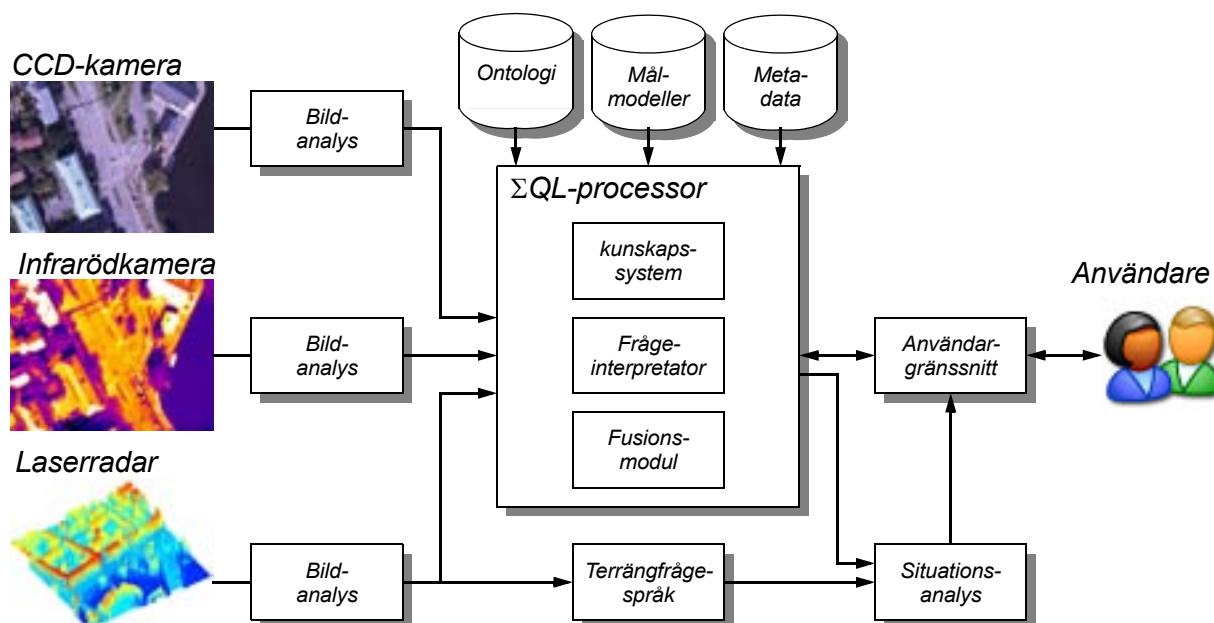 CCD-kamera
Bild-
analys
Ontologi
Mål-
modeller
Meta-
data
ΣQL-processor
kunskaps-
system
Infrarödkamera
Bild-
analys
Fråge-
interpretator
Användar-
gränssnitt
Användare
Fusions-
modul
Laserradar
Bild-
analys
Terrängfråge-
språk
Situations-
analys